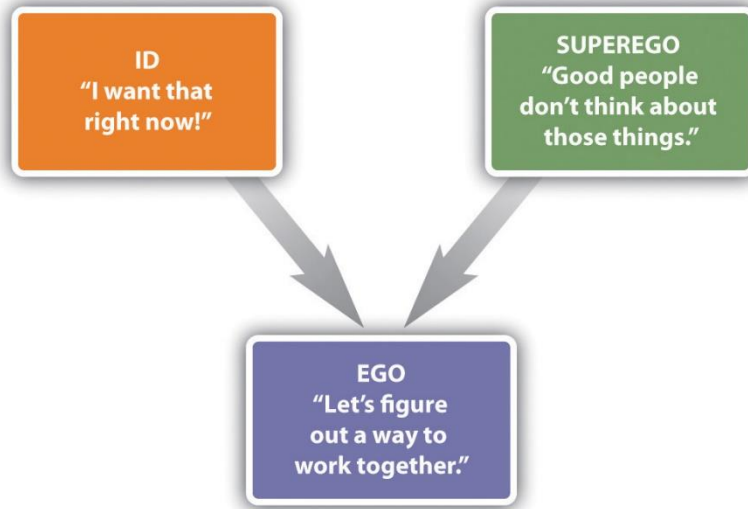 ID
“I want that
right now!”
SUPEREGO
“Good people
don’t think about
those things.”
EGO
“Let’s figure
out a way to
work together.”